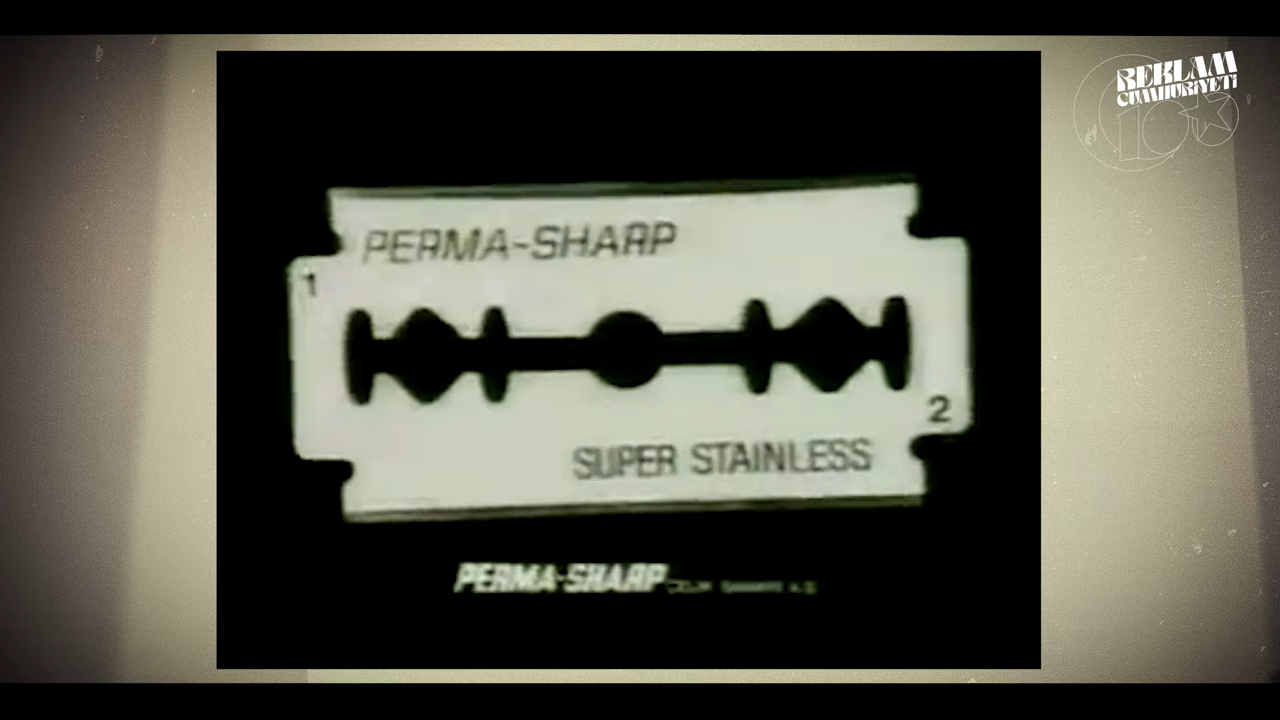 REKLAM
CUMHURİYETİ
100
PERMA-SHARP
1
2
SUPER STAINLESS
PERMA-SHARP